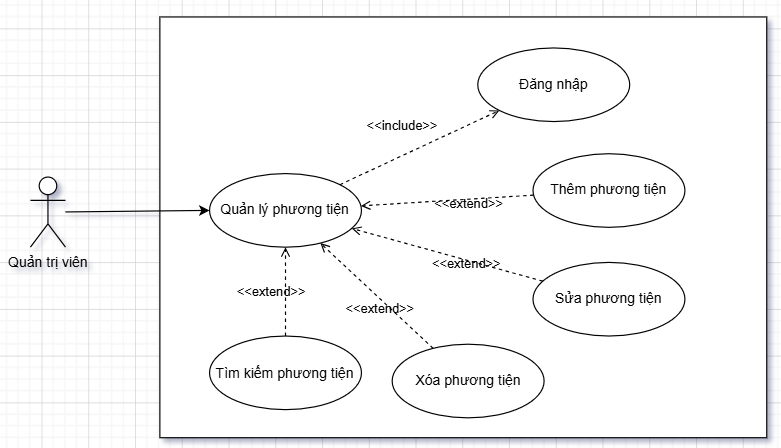 Đăng nhập
<<include>>
Thêm phương tiện
<<extend>>
Quản lý phương tiện
Quản trị viên
<<extend>>
<<extend>>
Sửa phương tiện
<<extend>>
Tìm kiếm phương tiện
Xóa phương tiện